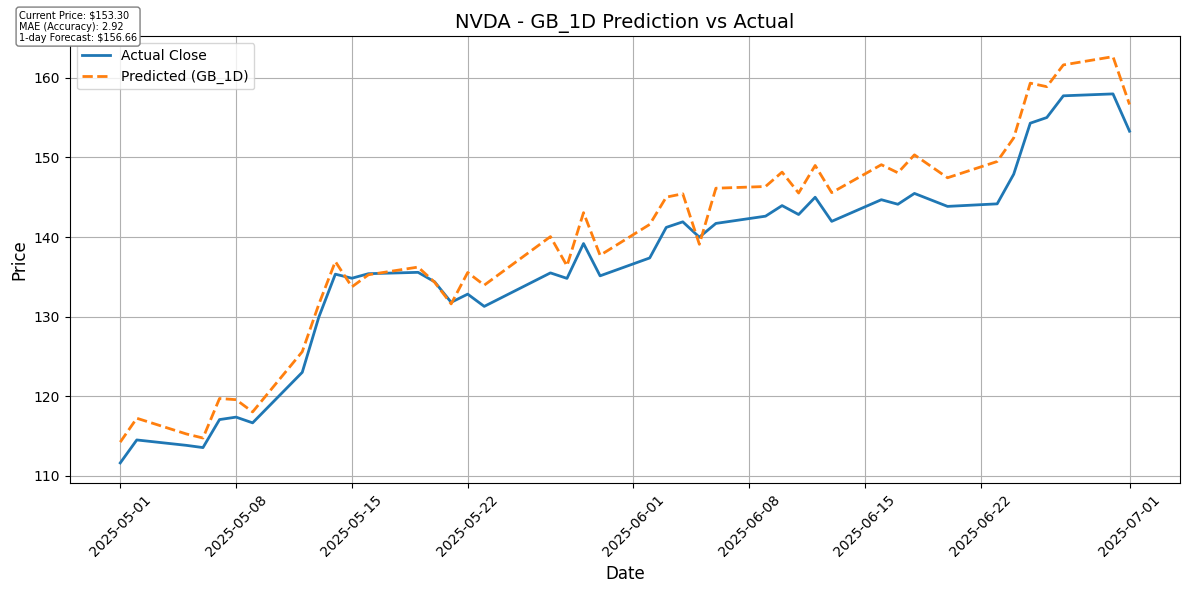 Current Price: $153.30
MAE (Accuracy): 2.92
1-day Forecast: $156.66
NVDA - GB_1D Prediction vs Actual
Actual Close
Predicted (GB_1D)
Price
160
150
140
130
120
110
2025-05-01
2025-05-08
2025-05-15
2025-05-22
2025-06-01
2025-06-08
2025-06-15
2025-06-22
2025-07-01
Date